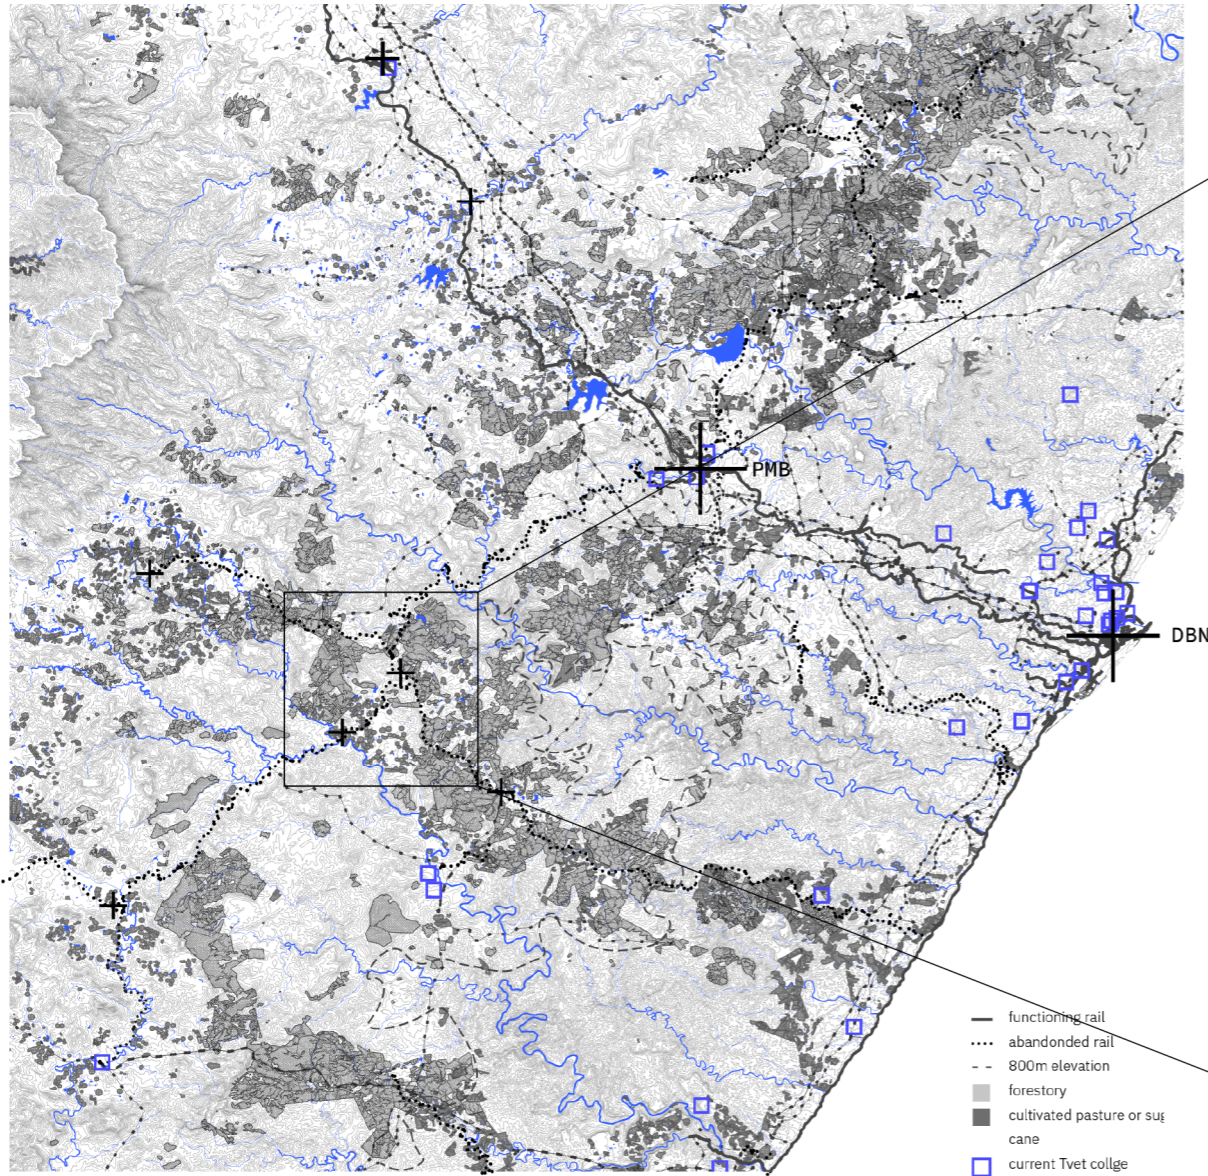 PMB
DBN
functioning rail
abandonded rail
800m elevation
forestory
cultivated pasture or sug
cane
current Tvet collge